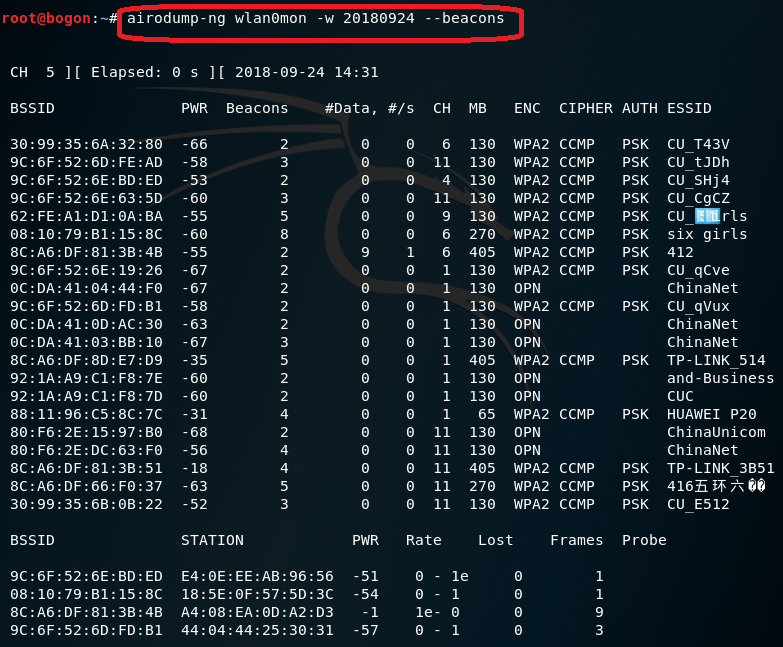 root@bogon:~# airodump-ng wlan0mon -w 20180924 --beacons
CH 5 ][ Elapsed: 0 s ][ 2018-09-24 14:31
BSSID PWR Beacons #Data, #/s CH MB ENC CIPHER AUTH ESSID
30:99:35:6A:32:80 -66 2 0 0 6 130 WPA2 CCMP PSK CU_T43V
9C:6F:52:6D:FE:AD -58 3 0 0 11 130 WPA2 CCMP PSK CU_tJDh
9C:6F:52:6E:BD:ED -53 2 0 0 4 130 WPA2 CCMP PSK CU_SHj4
9C:6F:52:6E:63:5D -60 3 0 0 11 130 WPA2 CCMP PSK CU_CgCZ
62:FE:A1:D1:0A:BA -55 5 0 0 9 130 WPA2 CCMP PSK CU_ rls
08:10:79:B1:15:8C -60 8 0 0 6 270 WPA2 CCMP PSK six girls
8C:A6:DF:81:3B:4B -55 2 9 1 6 405 WPA2 CCMP PSK 412
9C:6F:52:6E:19:26 -67 2 0 0 1 130 WPA2 CCMP PSK CU_qCve
0C:DA:41:04:44:F0 -67 2 0 0 1 130 OPN ChinaNet
9C:6F:52:6D:FD:B1 -58 2 0 0 1 130 WPA2 CCMP PSK CU_qVux
0C:DA:41:0D:AC:30 -63 2 0 0 1 130 OPN ChinaNet
0C:DA:41:03:BB:10 -67 3 0 0 1 130 OPN ChinaNet
8C:A6:DF:8D:E7:D9 -35 5 0 0 1 405 WPA2 CCMP PSK TP-LINK_514
92:1A:A9:C1:F8:7E -60 2 0 0 1 130 OPN and-Business
92:1A:A9:C1:F8:7D -60 2 0 0 1 130 OPN CUC
88:11:96:C5:8C:7C -31 4 0 0 1 65 WPA2 CCMP PSK HUAWEI P20
80:F6:2E:15:97:B0 -68 2 0 0 11 130 OPN ChinaUnicom
80:F6:2E:DC:63:F0 -56 4 0 0 11 130 OPN ChinaNet
8C:A6:DF:81:3B:51 -18 4 0 0 11 405 WPA2 CCMP PSK TP-LINK_3B51
8C:A6:DF:66:F0:37 -63 5 0 0 11 270 WPA2 CCMP PSK 416五环六��
30:99:35:6B:0B:22 -52 3 0 0 11 130 WPA2 CCMP PSK CU_E512
BSSID STATION PWR Rate Lost Frames Probe
9C:6F:52:6E:BD:ED E4:0E:EE:AB:96:56 -51 0 - 1e 0 1
08:10:79:B1:15:8C 18:5E:0F:57:5D:3C -54 0 - 1 0 1
8C:A6:DF:81:3B:4B A4:08:EA:0D:A2:D3 -1 1e- 0 0 9
9C:6F:52:6D:FD:B1 44:04:44:25:30:31 -57 0 - 1 0 3